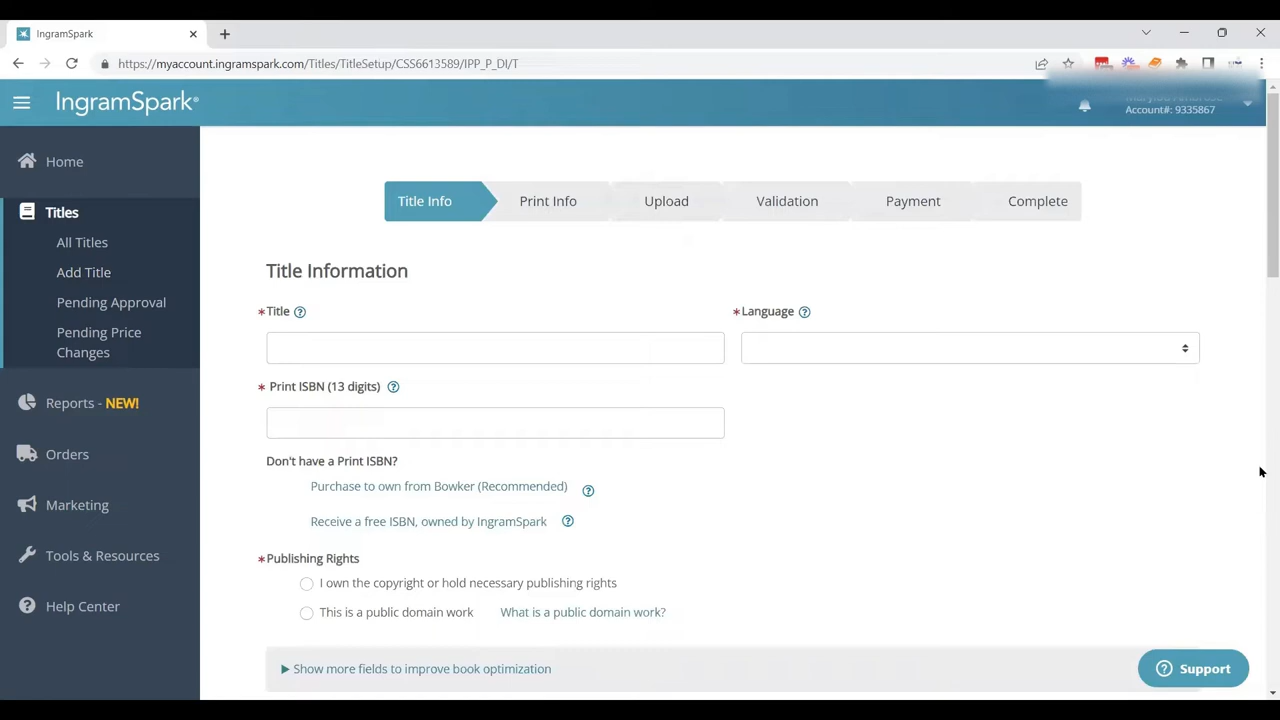 IngramSpark
https://myaccount.ingramspark.com/Titles/TitleSetup/CSS6613589/IPP_P_DI/T
IngramSpark®
Account#: 9335867
Home
Titles
All Titles
Add Title
Pending Approval
Pending Price
Changes
Reports - NEW!
Orders
Marketing
Tools & Resources
Help Center
Title Info
Print Info
Upload
Validation
Payment
Complete
Title Information
*Title ?
*Language ?
* Print ISBN (13 digits) ?
Don't have a Print ISBN?
Purchase to own from Bowker (Recommended) ?
Receive a free ISBN, owned by IngramSpark ?
*Publishing Rights
I own the copyright or hold necessary publishing rights
This is a public domain work What is a public domain work?
Show more fields to improve book optimization
? Support